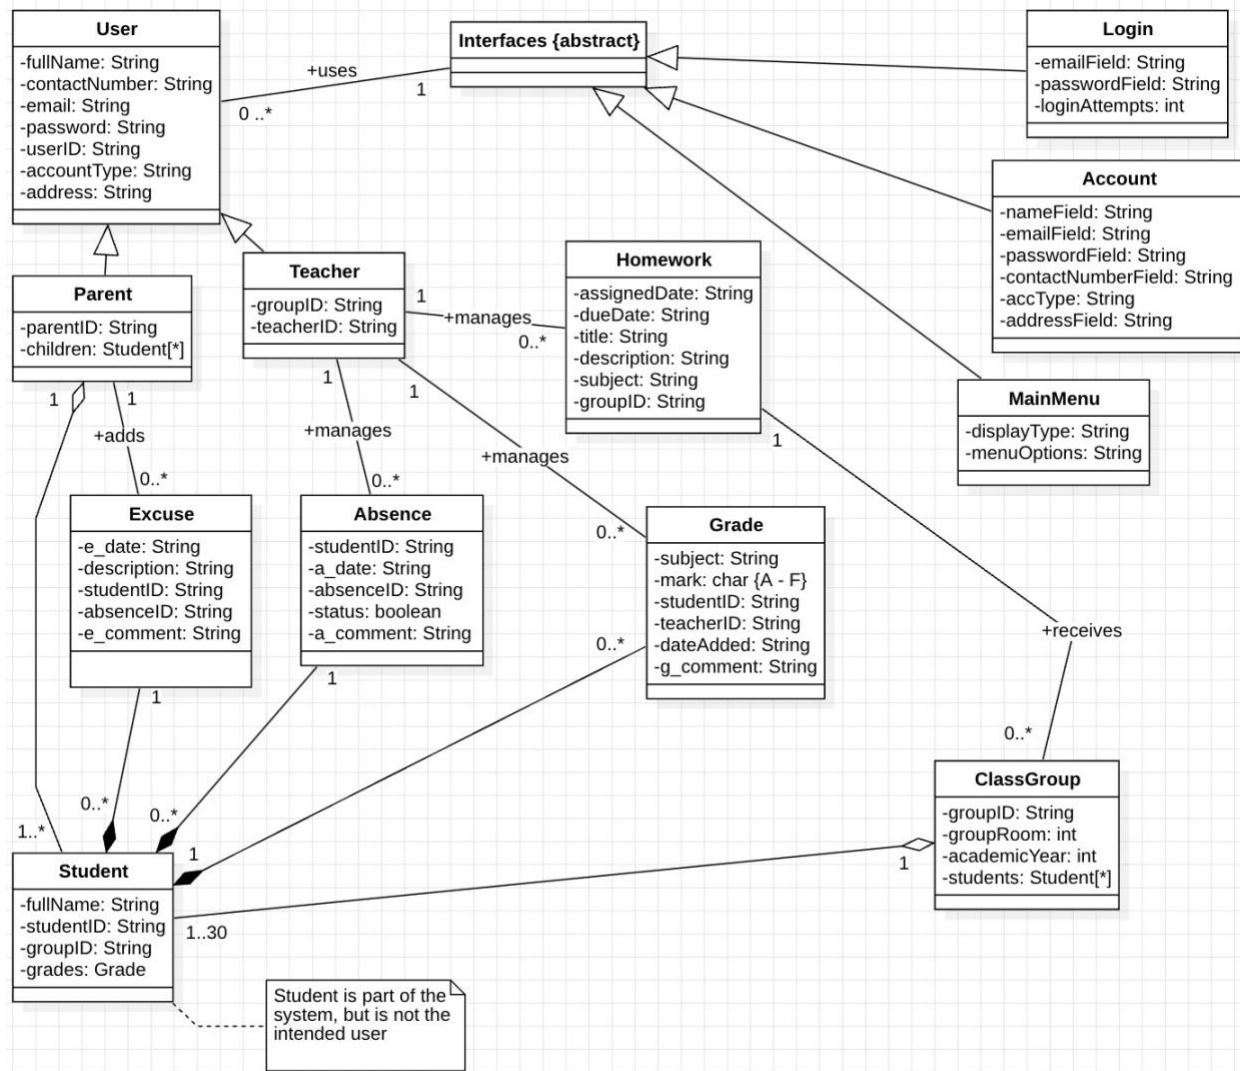 User
-fullName: String
-contactNumber: String
-email: String
-password: String
-userID: String
-accountType: String
-address: String
+uses
0 ..*
1
Interfaces {abstract}
Login
-emailField: String
-passwordField: String
-loginAttempts: int
Account
-nameField: String
-emailField: String
-passwordField: String
-contactNumberField: String
-accType: String
-addressField: String
MainMenu
-displayType: String
-menuOptions: String
Parent
-parentID: String
-children: Student[*]
Teacher
-groupID: String
-teacherID: String
1
+manages
0..*
Homework
-assignedDate: String
-dueDate: String
-title: String
-description: String
-subject: String
-groupID: String
1
1
+adds
0..*
1
+manages
0..*
1
+manages
0..*
1
+receives
0..*
Excuse
-e_date: String
-description: String
-studentID: String
-absenceID: String
-e_comment: String
Absence
-studentID: String
-a_date: String
-absenceID: String
-status: boolean
-a_comment: String
Grade
-subject: String
-mark: char {A - F}
-studentID: String
-teacherID: String
-dateAdded: String
-g_comment: String
0..*
1
1
0..*
0..*
1
1..*
ClassGroup
-groupID: String
-groupRoom: int
-academicYear: int
-students: Student[*]
1
1..30
Student
-fullName: String
-studentID: String
-groupID: String
-grades: Grade
Student is part of the
system, but is not the
intended user